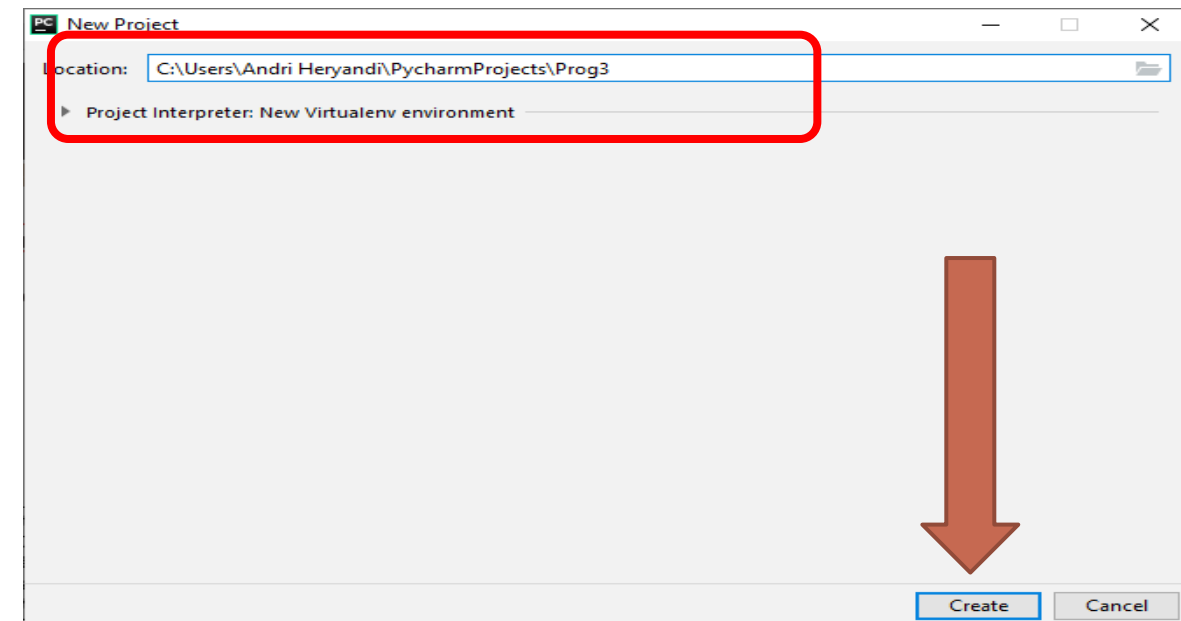 PC New Project
Location: C:\Users\Andri Heryandi\PycharmProjects\Prog3
Project Interpreter: New Virtualenv environment
Create Cancel